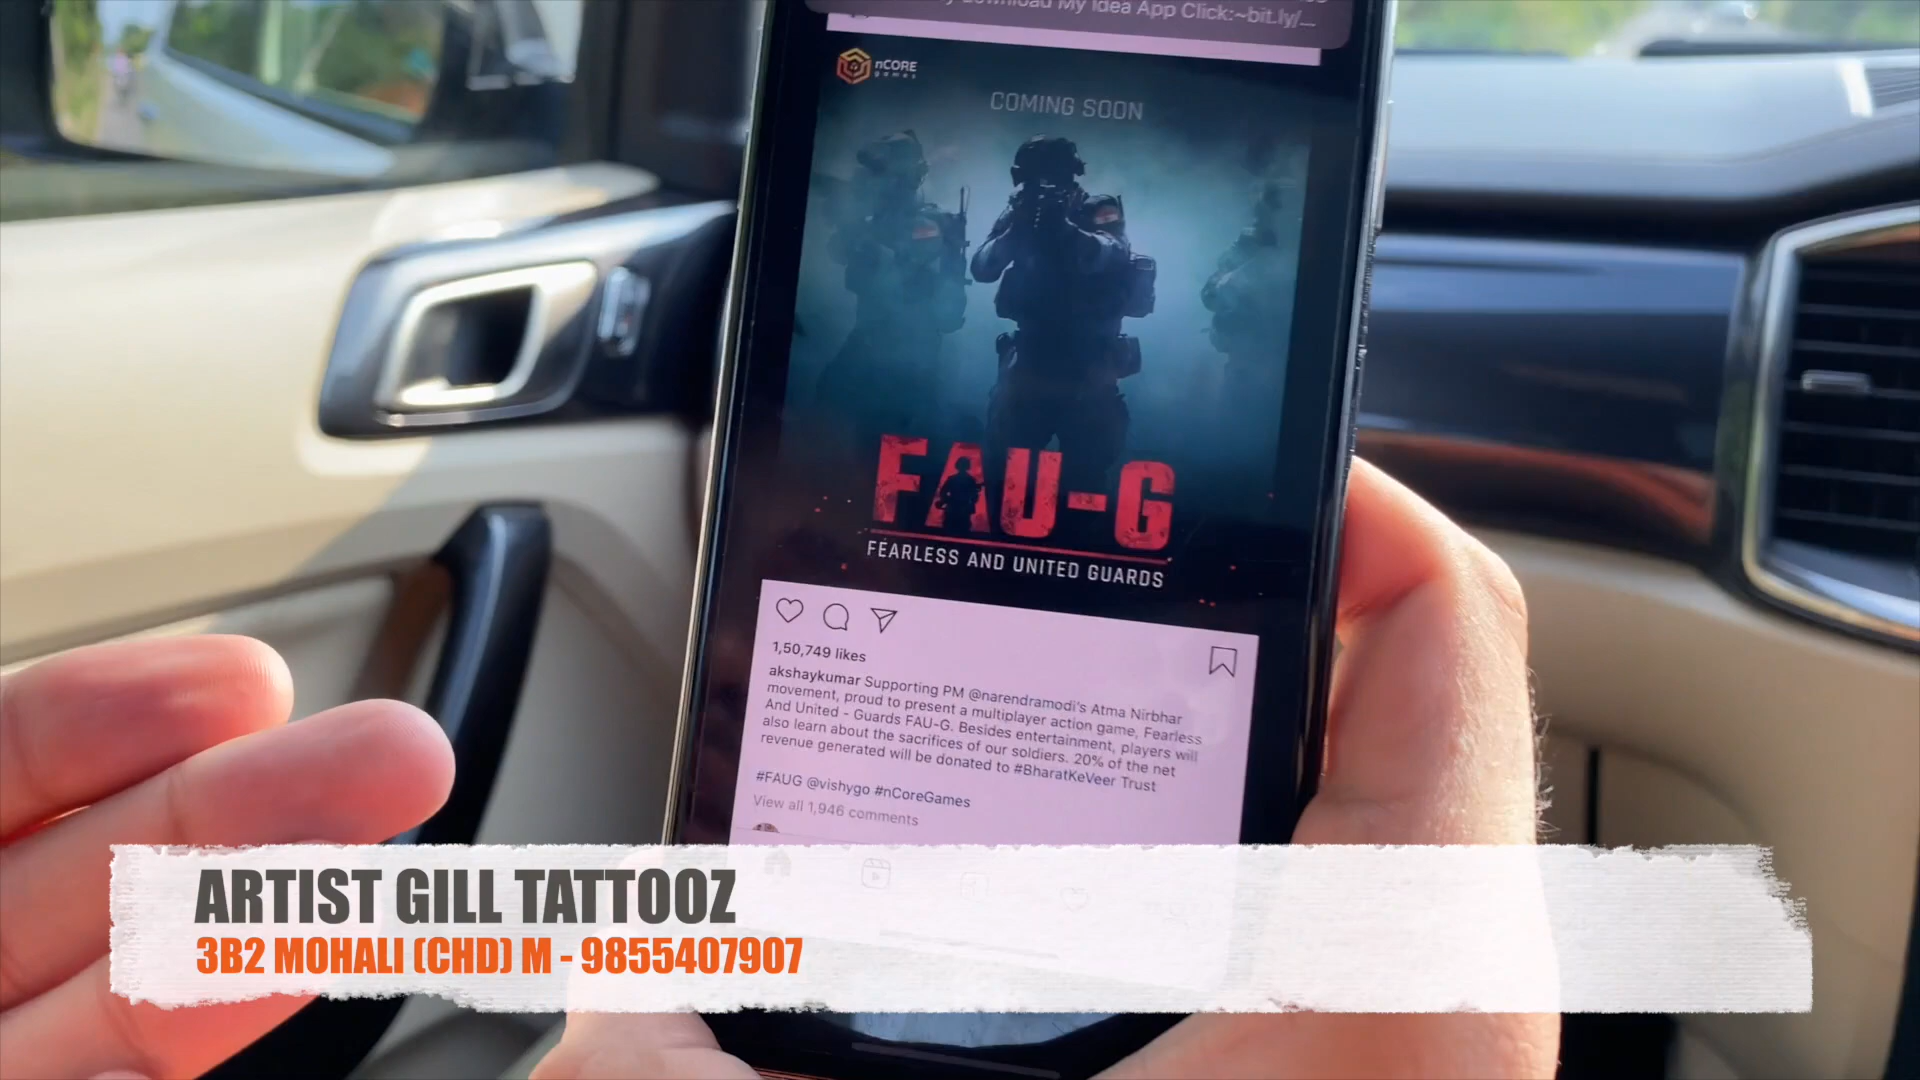 Download My Idea App Click:~bit.ly/...
nCORE
games
COMING SOON
FAU-G
FEARLESS AND UNITED GUARDS
1,50,749 likes
akshaykumar Supporting PM @narendramodi's Atma Nirbhar
movement, proud to present a multiplayer action game, Fearless
And United - Guards FAU-G. Besides entertainment, players will
also learn about the sacrifices of our soldiers. 20% of the net
revenue generated will be donated to #BharatKeVeer Trust
#FAUG @vishygo #nCoreGames
View all 1,946 comments
ARTIST GILL TATTOOZ
3B2 MOHALI (CHD) M - 9855407907